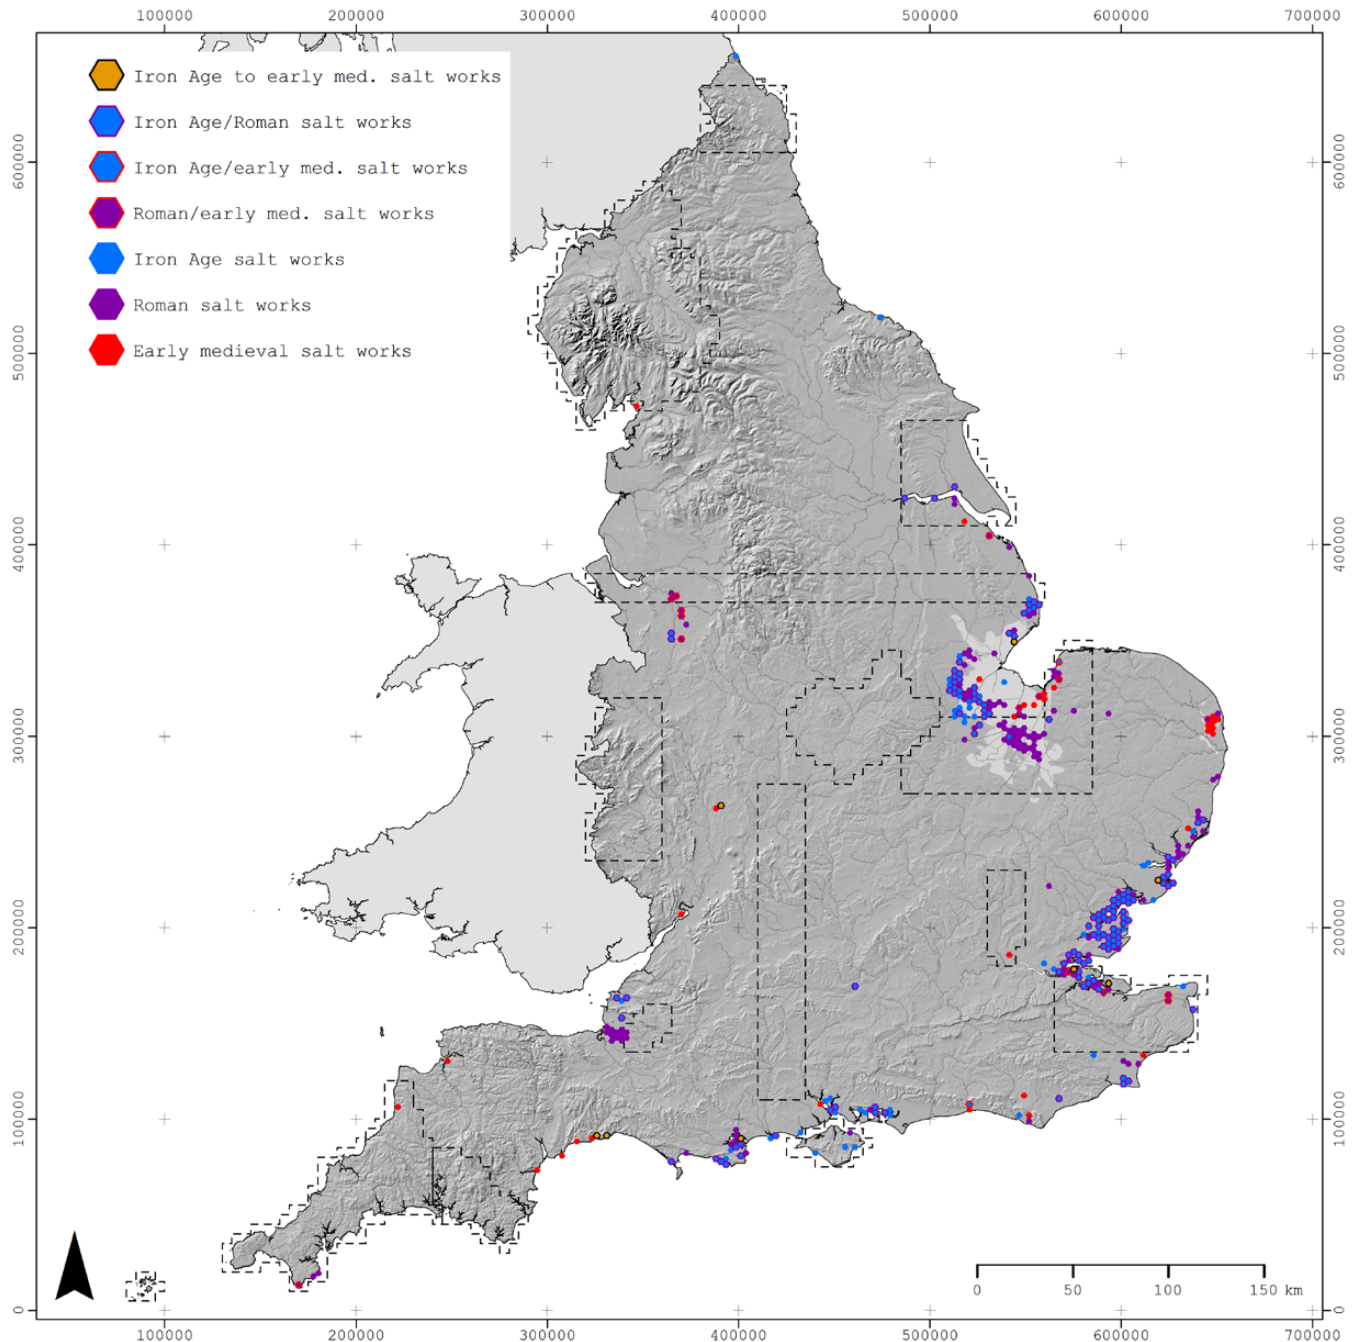 100000 200000 300000 400000 500000 600000 700000
Iron Age to early med. salt works
Iron Age/Roman salt works
Iron Age/early med. salt works
Roman/early med. salt works
Iron Age salt works
Roman salt works
Early medieval salt works
600000 600000
500000 500000
400000 400000
300000 300000
200000 200000
100000 100000
0 0
0 50 100 150 km
100000 200000 300000 400000 500000 600000 700000